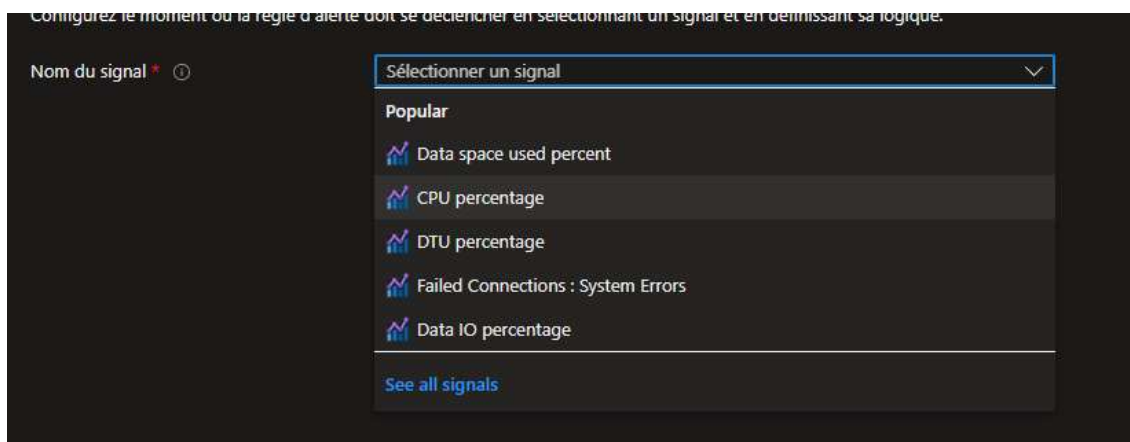 Configurez le moment où la règle d'alerte doit se déclencher en sélectionnant un signal et en définissant sa logique.
Nom du signal *
Sélectionner un signal
Popular
Data space used percent
CPU percentage
DTU percentage
Failed Connections : System Errors
Data IO percentage
See all signals